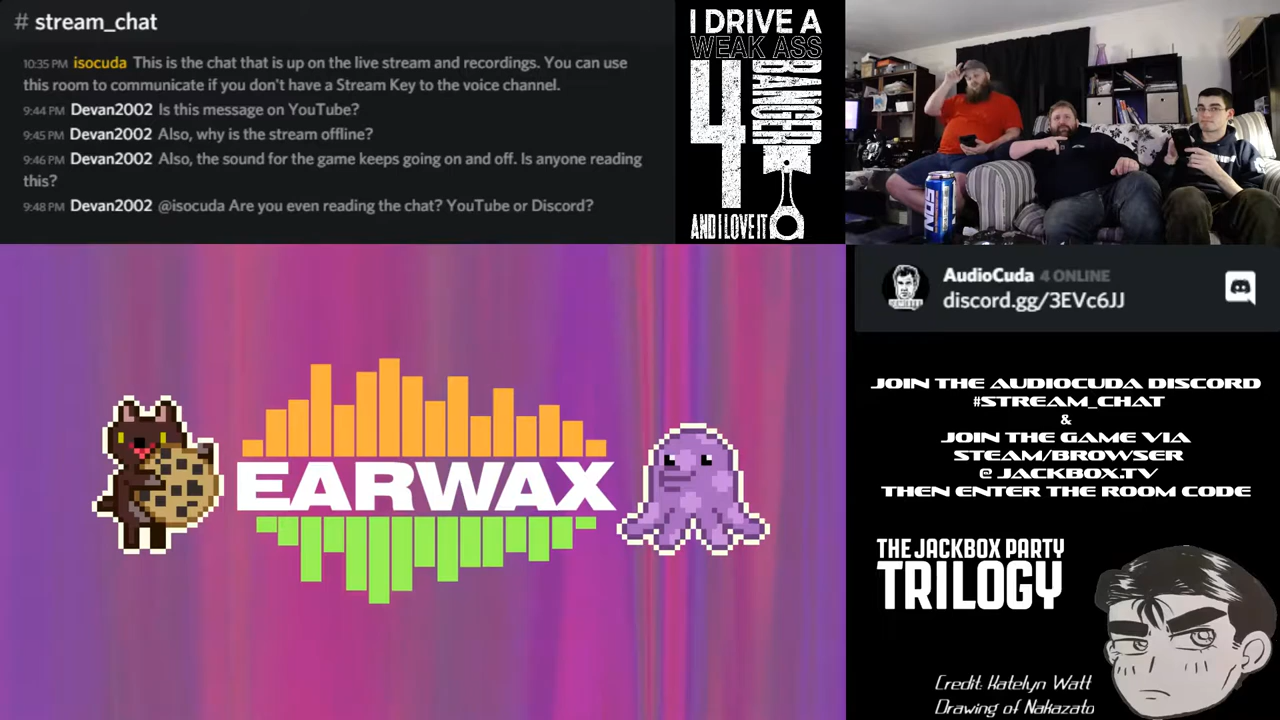 # stream_chat
10:35 PM isocuda This is the chat that is up on the live stream and recordings. You can use
this room to communicate if you don't have a Steam Key to the voice channel.
9:44 PM Devan2002 Is this message on YouTube?
9:45 PM Devan2002 Also, why is the stream offline?
9:46 PM Devan2002 Also, the sound for the game keeps going on and off. Is anyone reading
this?
9:48 PM Devan2002 @isocuda Are you even reading the chat? YouTube or Discord?
I DRIVE A
WEAK ASS
4
BANGER
AND I LOVE IT
EARWAX
AudioCuda 4 ONLINE
discord.gg/3EVc6JJ
JOIN THE AUDIOCUDA DISCORD
#STREAM_CHAT
&
JOIN THE GAME VIA
STEAM/BROWSER
@ JACKBOX.TV
THEN ENTER THE ROOM CODE
THE JACKBOX PARTY
TRILOGY
Credit: Katelyn Watt
Drawing of Nakazato